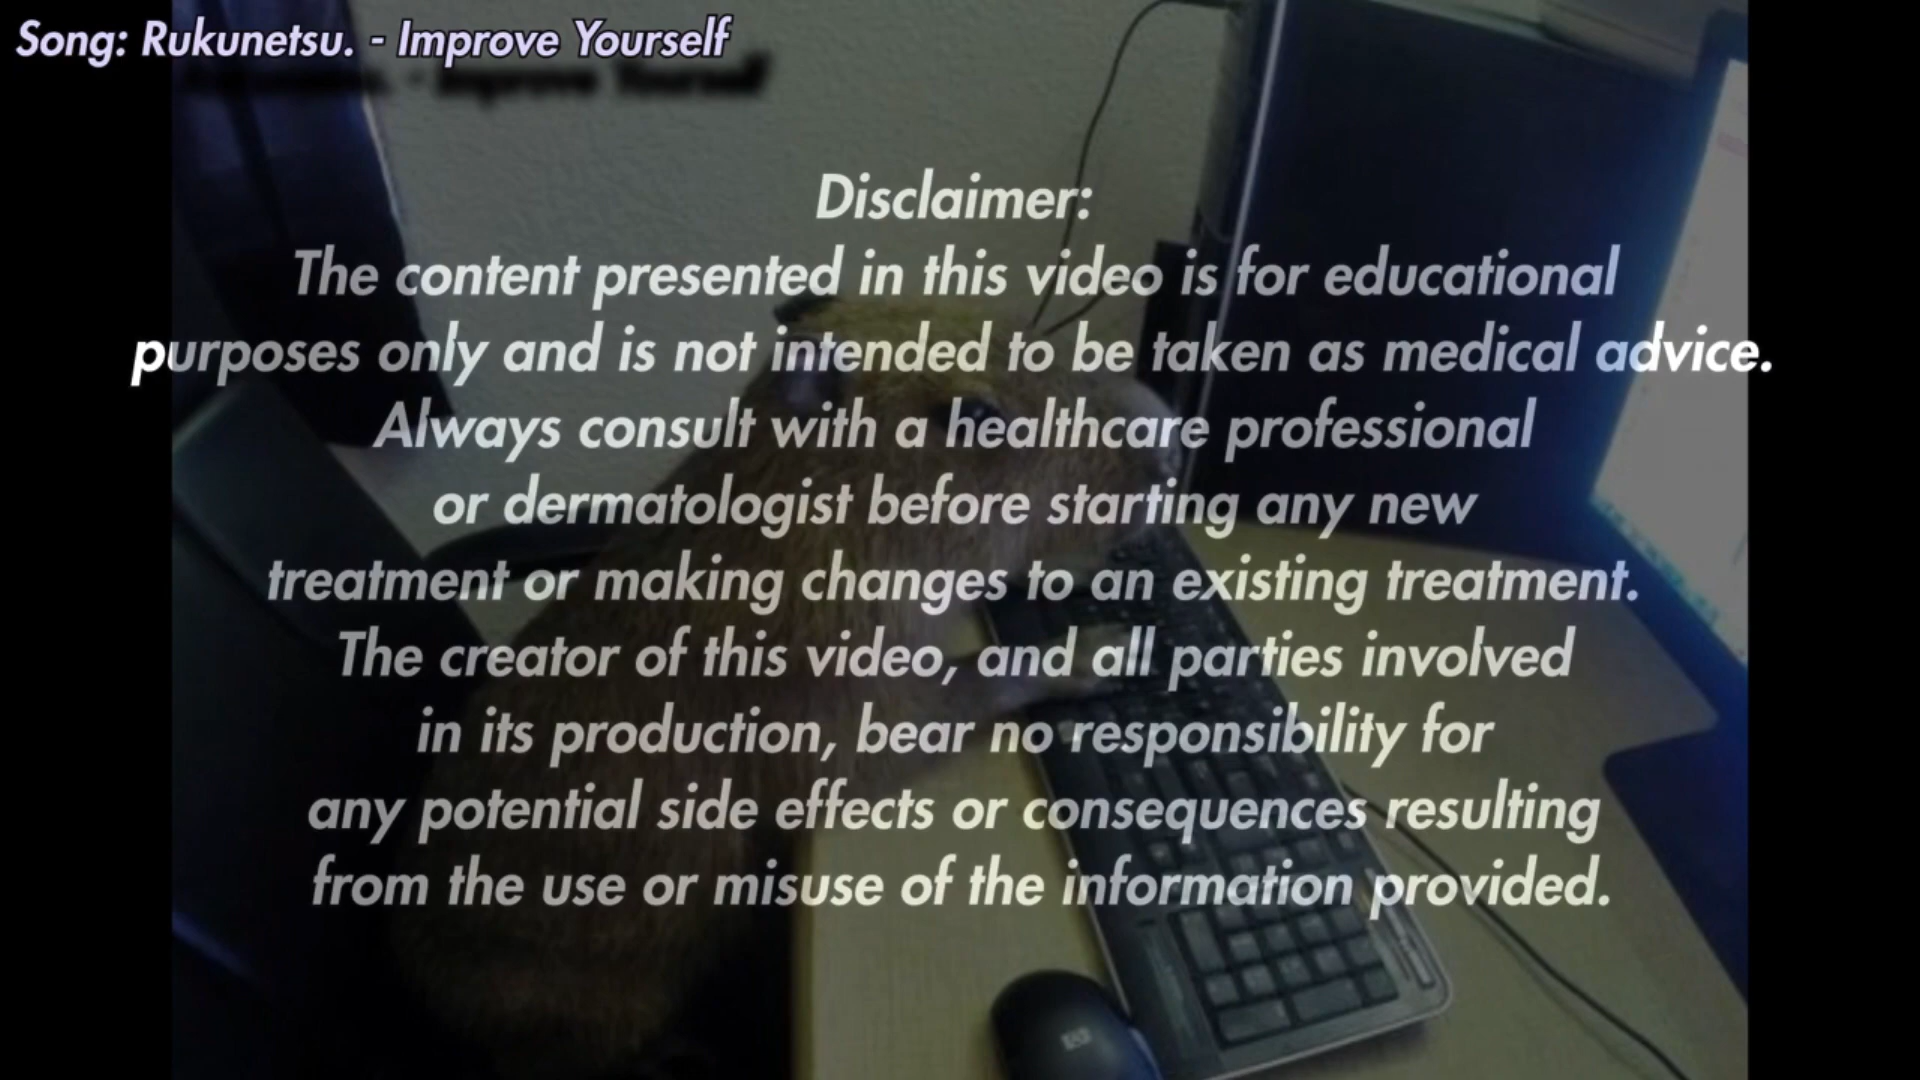 Song: Rukunetsu. - Improve Yourself
Disclaimer:
The content presented in this video is for educational
purposes only and is not intended to be taken as medical advice.
Always consult with a healthcare professional
or dermatologist before starting any new
treatment or making changes to an existing treatment.
The creator of this video, and all parties involved
in its production, bear no responsibility for
any potential side effects or consequences resulting
from the use or misuse of the information provided.